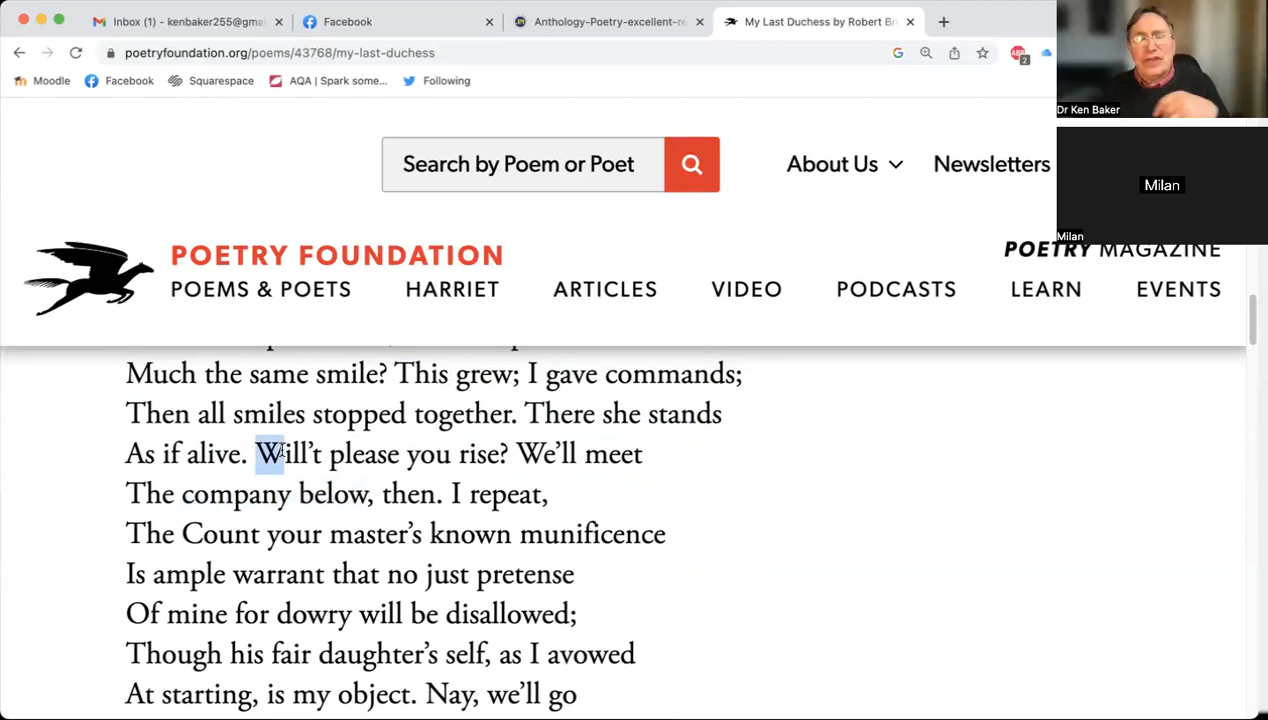 Inbox (1) - kenbaker255@gma
Facebook
Anthology-Poetry-excellent-re
My Last Duchess by Robert Br
poetryfoundation.org/poems/43768/my-last-duchess
ABP
2
Moodle
Facebook
Squarespace
AQA | Spark some...
Following
Dr Ken Baker
Milan
Milan
Search by Poem or Poet
About Us
Newsletters
POETRY FOUNDATION
POETRY MAGAZINE
POEMS & POETS
HARRIET
ARTICLES
VIDEO
PODCASTS
LEARN
EVENTS
Much the same smile? This grew; I gave commands;
Then all smiles stopped together. There she stands
As if alive. Will’t please you rise? We’ll meet
The company below, then. I repeat,
The Count your master’s known munificence
Is ample warrant that no just pretense
Of mine for dowry will be disallowed;
Though his fair daughter’s self, as I avowed
At starting, is my object. Nay, we’ll go